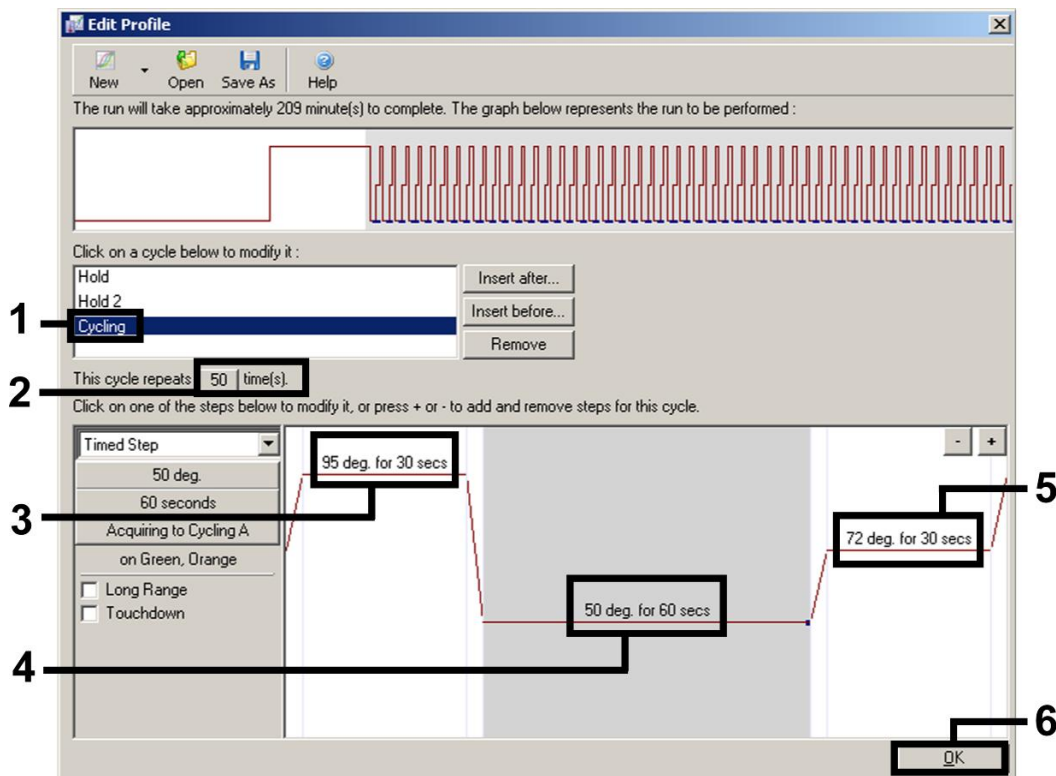 Edit Profile
New Open Save As Help
The run will take approximately 209 minute(s) to complete. The graph below represents the run to be performed :
Click on a cycle below to modify it :
Hold
Hold 2
Cycling
Insert after...
Insert before...
Remove
1
This cycle repeats 50 time(s).
2
Click on one of the steps below to modify it, or press + or - to add and remove steps for this cycle.
Timed Step
50 deg.
60 seconds
Acquiring to Cycling A
on Green, Orange
Long Range
Touchdown
95 deg. for 30 secs
50 deg. for 60 secs
72 deg. for 30 secs
- +
3
4
5
6
OK